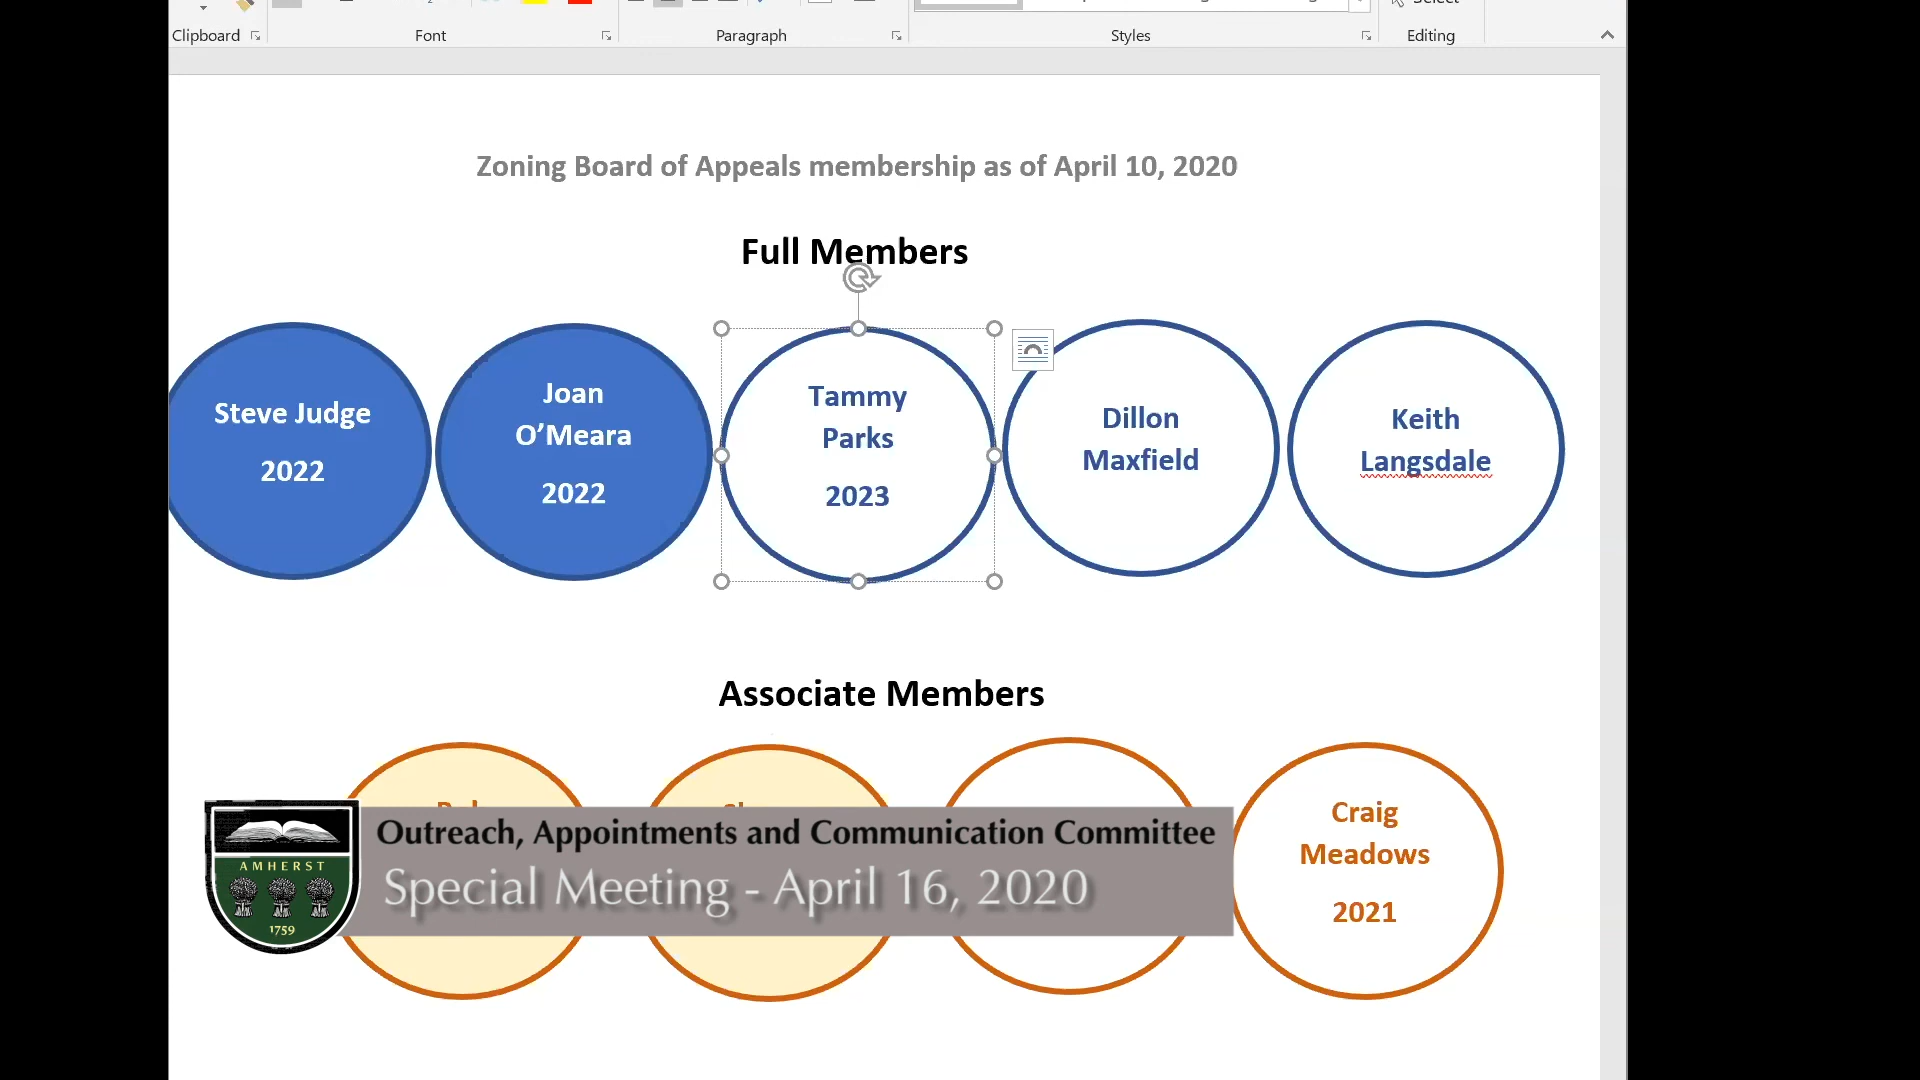 Select
Clipboard
Font
Paragraph
Styles
Editing
Zoning Board of Appeals membership as of April 10, 2020
Full Members
Steve Judge
2022
Joan
O’Meara
2022
Tammy
Parks
2023
Dillon
Maxfield
Keith
Langsdale
Associate Members
Craig
Meadows
2021
Outreach, Appointments and Communication Committee
Special Meeting - April 16, 2020
AMHERST
1759